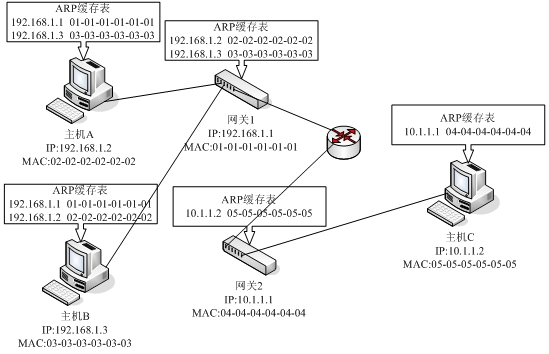 ARP缓存表
192.168.1.1 01-01-01-01-01-01
192.168.1.3 03-03-03-03-03-03
主机A
IP:192.168.1.2
MAC:02-02-02-02-02-02
ARP缓存表
192.168.1.2 02-02-02-02-02-02
192.168.1.3 03-03-03-03-03-03
网关1
IP:192.168.1.1
MAC:01-01-01-01-01-01
ARP缓存表
10.1.1.1 04-04-04-04-04-04
主机C
IP:10.1.1.2
MAC:05-05-05-05-05-05
ARP缓存表
192.168.1.1 01-01-01-01-01-01
192.168.1.2 02-02-02-02-02-02
主机B
IP:192.168.1.3
MAC:03-03-03-03-03-03
ARP缓存表
10.1.1.2 05-05-05-05-05-05
网关2
IP:10.1.1.1
MAC:04-04-04-04-04-04